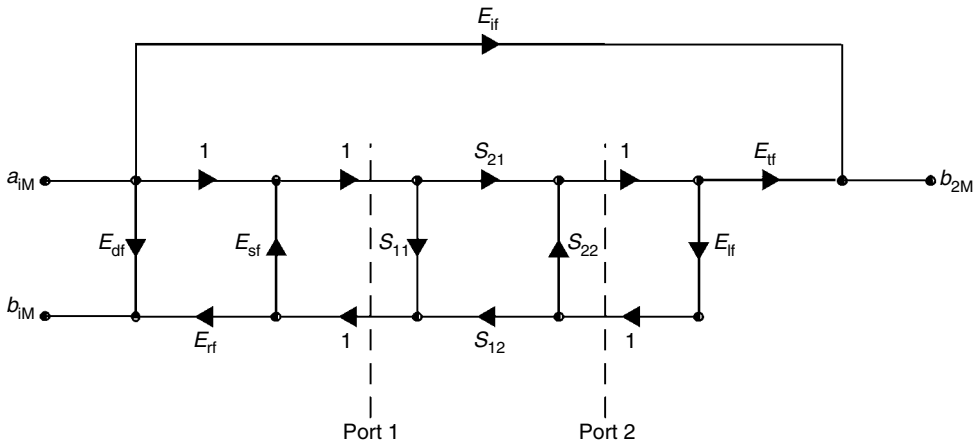 E_if
1
1
S_21
1
E_tf
a_iM
b_2M
E_df
E_sf
S_11
S_22
E_lf
b_iM
E_rf
1
S_12
1
Port 1
Port 2